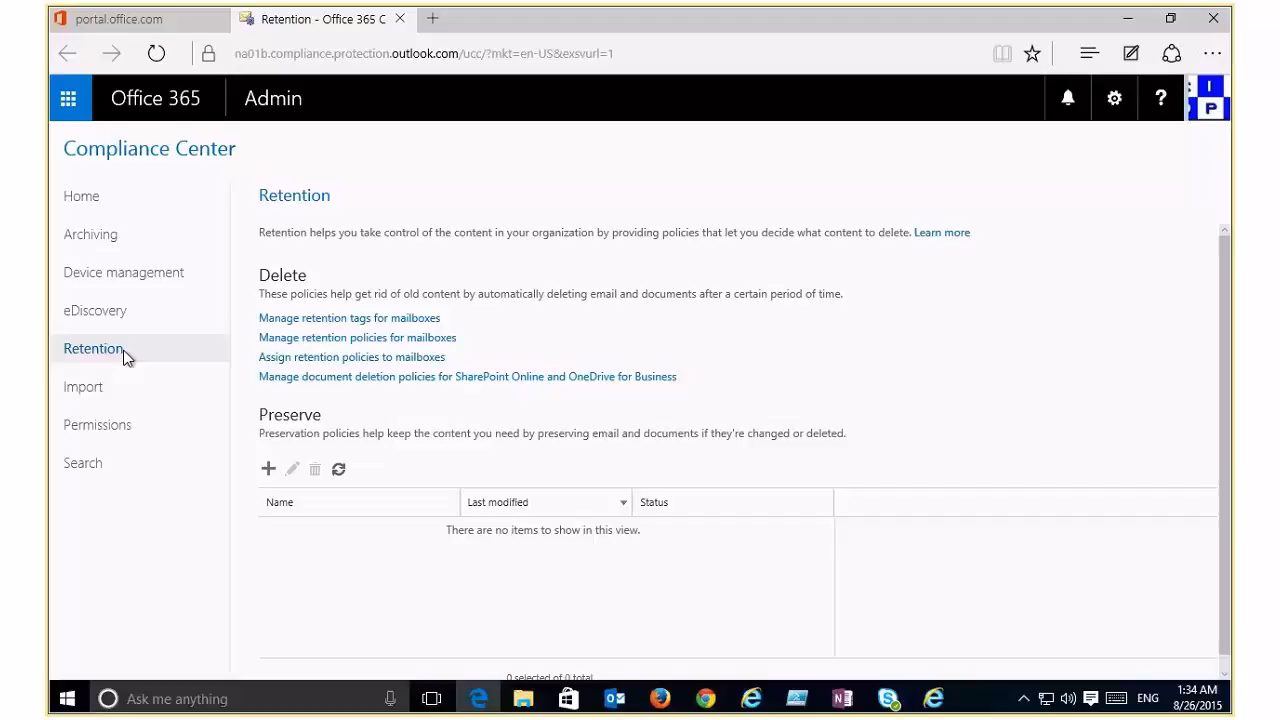 portal.office.com
Retention - Office 365 C
na01b.compliance.protection.outlook.com/ucc/?mkt=en-US&exsvurl=1
Office 365
Admin
?
I
P
Compliance Center
Home
Archiving
Device management
eDiscovery
Retention
Import
Permissions
Search
Retention
Retention helps you take control of the content in your organization by providing policies that let you decide what content to delete. Learn more
Delete
These policies help get rid of old content by automatically deleting email and documents after a certain period of time.
Manage retention tags for mailboxes
Manage retention policies for mailboxes
Assign retention policies to mailboxes
Manage document deletion policies for SharePoint Online and OneDrive for Business
Preserve
Preservation policies help keep the content you need by preserving email and documents if they're changed or deleted.
Name
Last modified
Status
There are no items to show in this view.
0 selected of 0 total
Ask me anything
ENG
1:34 AM
8/26/2015